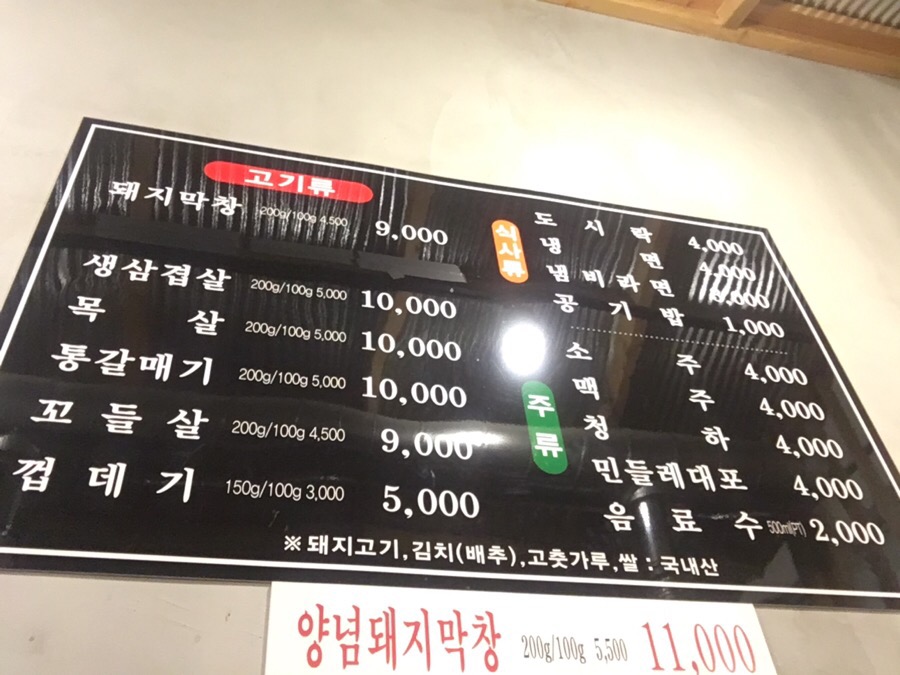 고기류
돼지막창 200g/100g 4,500 9,000
생삼겹살 200g/100g 5,000 10,000
목살 200g/100g 5,000 10,000
통갈매기 200g/100g 5,000 10,000
꼬들살 200g/100g 4,500 9,000
껍데기 150g/100g 3,000 5,000
식사류
도시락 4,000
냉면 4,000
냄비라면 3,000
공기밥 1,000
주류
소주 4,000
맥주 4,000
청하 4,000
민들레대포 4,000
음료수 500ml(PT) 2,000
※돼지고기,김치(배추),고춧가루,쌀:국내산
양념돼지막창 200g/100g 5,500 11,000